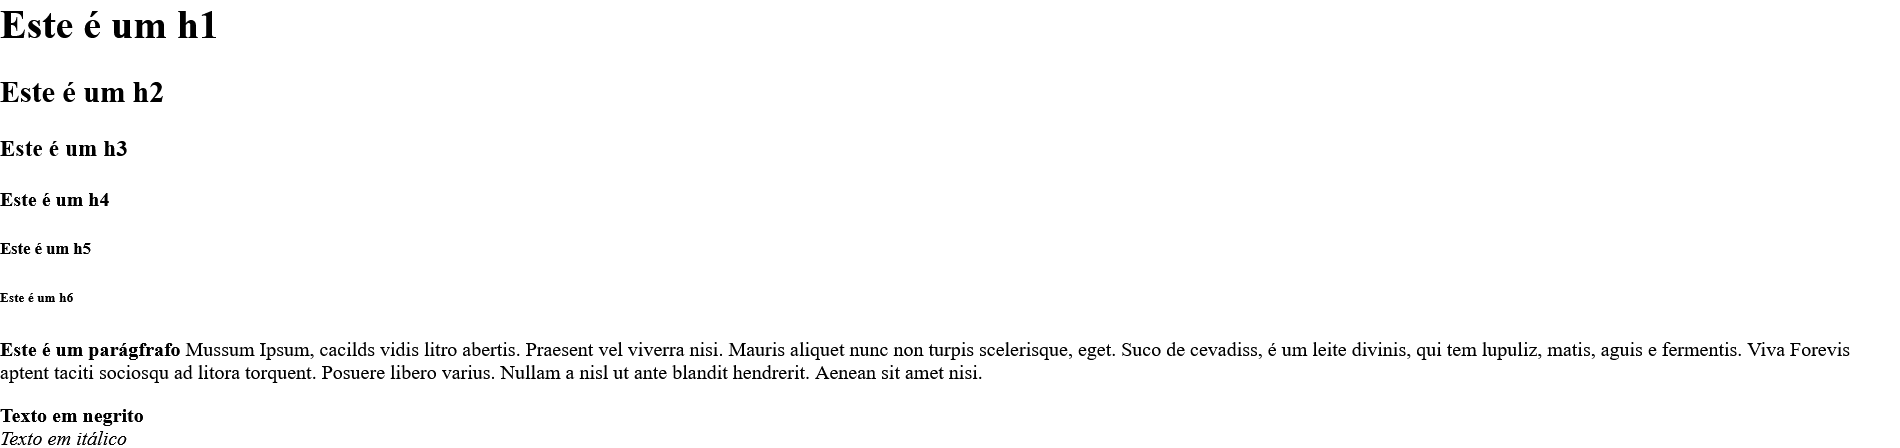 Este é um h1
Este é um h2
Este é um h3
Este é um h4
Este é um h5
Este é um h6
Este é um parágfrafo Mussum Ipsum, cacilds vidis litro abertis. Praesent vel viverra nisi. Mauris aliquet nunc non turpis scelerisque, eget. Suco de cevadiss, é um leite divinis, qui tem lupuliz, matis, aguis e fermentis. Viva Forevis
aptent taciti sociosqu ad litora torquent. Posuere libero varius. Nullam a nisl ut ante blandit hendrerit. Aenean sit amet nisi.
Texto em negrito
Texto em itálico